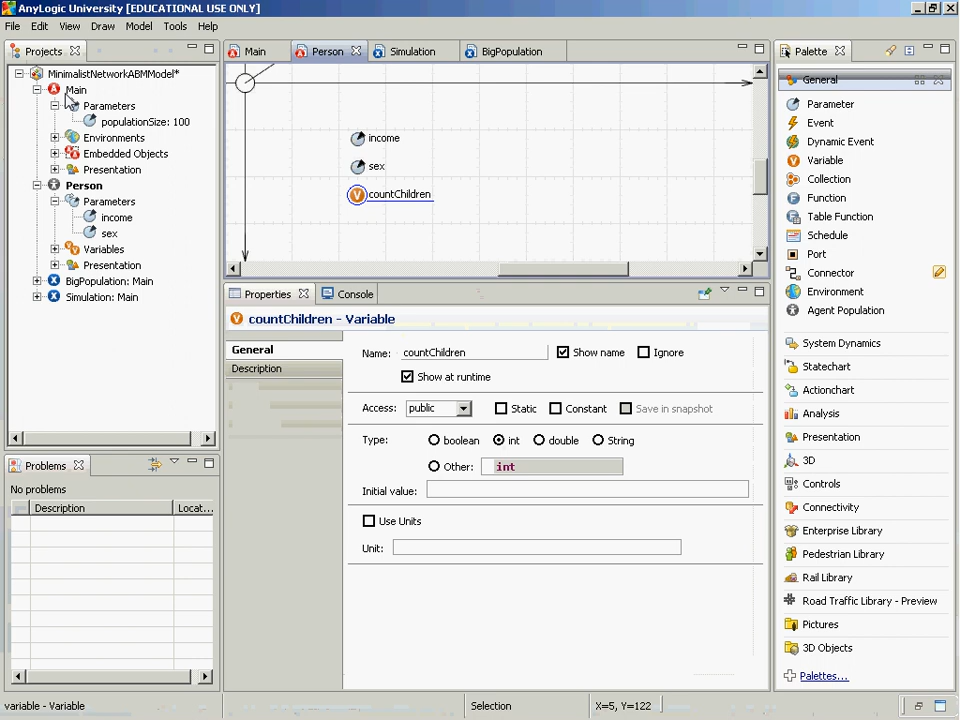 AnyLogic University [EDUCATIONAL USE ONLY]
File Edit View Draw Model Tools Help
Projects
MinimalistNetworkABMModel*
Main
Parameters
populationSize: 100
Environments
Embedded Objects
Presentation
Person
Parameters
income
sex
Variables
Presentation
BigPopulation: Main
Simulation: Main
Problems
No problems
Description Locat...
Main Person Simulation BigPopulation
income
sex
countChildren
Properties Console
countChildren - Variable
General
Description
Name: countChildren Show name Ignore
Show at runtime
Access: public Static Constant Save in snapshot
Type: boolean int double String
Other: int
Initial value:
Use Units
Unit:
Palette
General
Parameter
Event
Dynamic Event
Variable
Collection
Function
Table Function
Schedule
Port
Connector
Environment
Agent Population
System Dynamics
Statechart
Actionchart
Analysis
Presentation
3D
Controls
Connectivity
Enterprise Library
Pedestrian Library
Rail Library
Road Traffic Library - Preview
Pictures
3D Objects
Palettes...
variable - Variable Selection X=5, Y=122